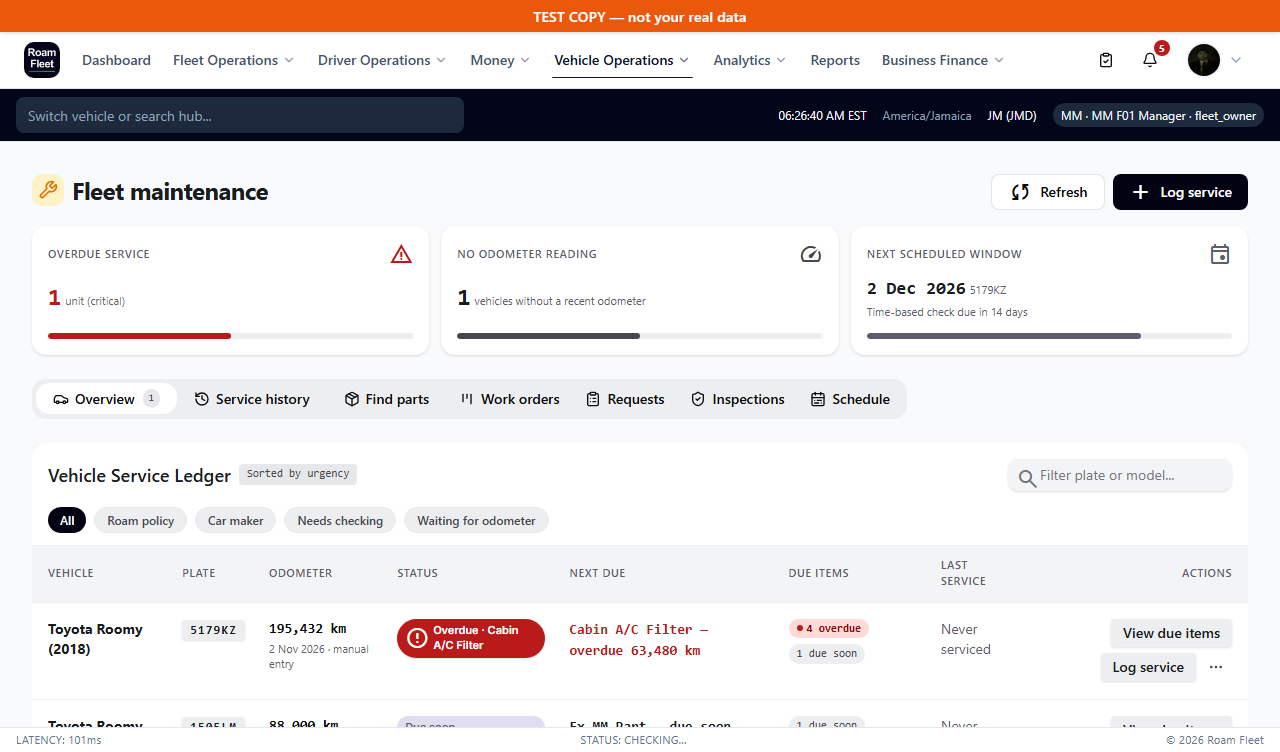 TEST COPY — not your real data
Roam Fleet
Dashboard
Fleet Operations
Driver Operations
Money
Vehicle Operations
Analytics
Reports
Business Finance
5
Switch vehicle or search hub...
06:26:40 AM EST
America/Jamaica
JM (JMD)
MM · MM F01 Manager · fleet_owner
Fleet maintenance
Refresh
Log service
OVERDUE SERVICE
1 unit (critical)
NO ODOMETER READING
1 vehicles without a recent odometer
NEXT SCHEDULED WINDOW
2 Dec 2026 5179KZ
Time-based check due in 14 days
Overview 1
Service history
Find parts
Work orders
Requests
Inspections
Schedule
Vehicle Service Ledger
Sorted by urgency
Filter plate or model...
All
Roam policy
Car maker
Needs checking
Waiting for odometer
VEHICLE
PLATE
ODOMETER
STATUS
NEXT DUE
DUE ITEMS
LAST
SERVICE
ACTIONS
Toyota Roomy
(2018)
5179KZ
195,432 km
2 Nov 2026 · manual
entry
Overdue · Cabin
A/C Filter
Cabin A/C Filter —
overdue 63,480 km
4 overdue
1 due soon
Never
serviced
View due items
Log service
Toyota Roomy
88,000 km
Due soon
1 due soon
Never
LATENCY: 101ms
STATUS: CHECKING...
© 2026 Roam Fleet